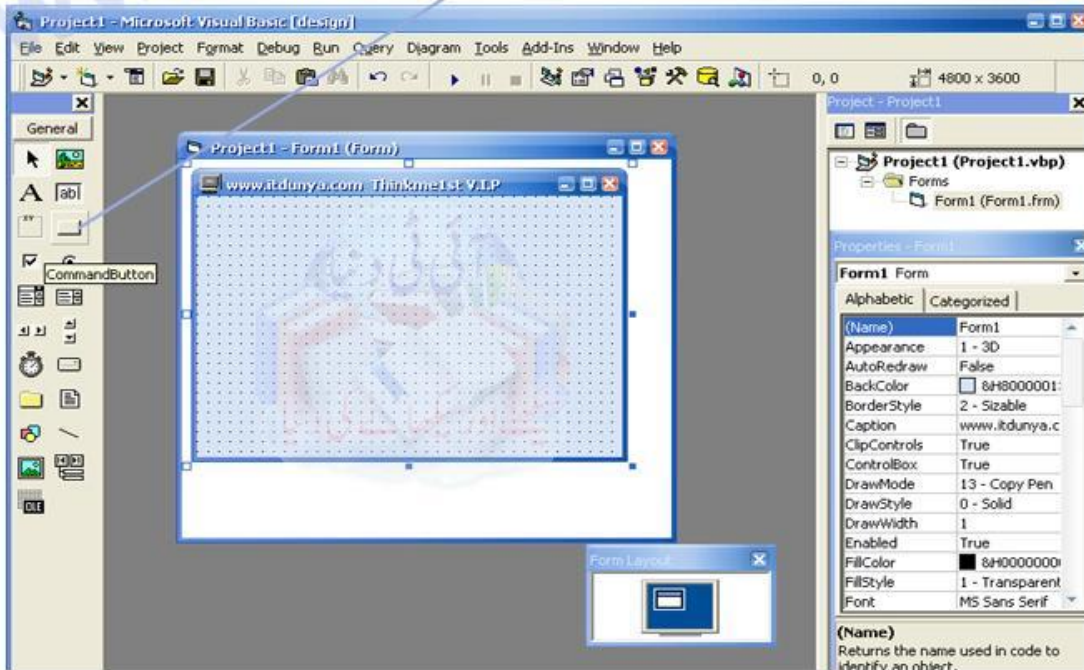 Project1 - Microsoft Visual Basic [design]
File Edit View Project Format Debug Run Query Diagram Tools Add-Ins Window Help
0, 0 4800 x 3600
General
A ab|
XY
CommandButton
OLE
Project1 - Form1 (Form)
www.itdunya.com Thinkme1st V.I.P
Form Layout
Project - Project1
Project1 (Project1.vbp)
Forms
Form1 (Form1.frm)
Properties - Form1
Form1 Form
Alphabetic Categorized
(Name) Form1
Appearance 1 - 3D
AutoRedraw False
BackColor &H8000001
BorderStyle 2 - Sizable
Caption www.itdunya.c
ClipControls True
ControlBox True
DrawMode 13 - Copy Pen
DrawStyle 0 - Solid
DrawWidth 1
Enabled True
FillColor &H0000000
FillStyle 1 - Transparent
Font MS Sans Serif
(Name)
Returns the name used in code to
identify an object.